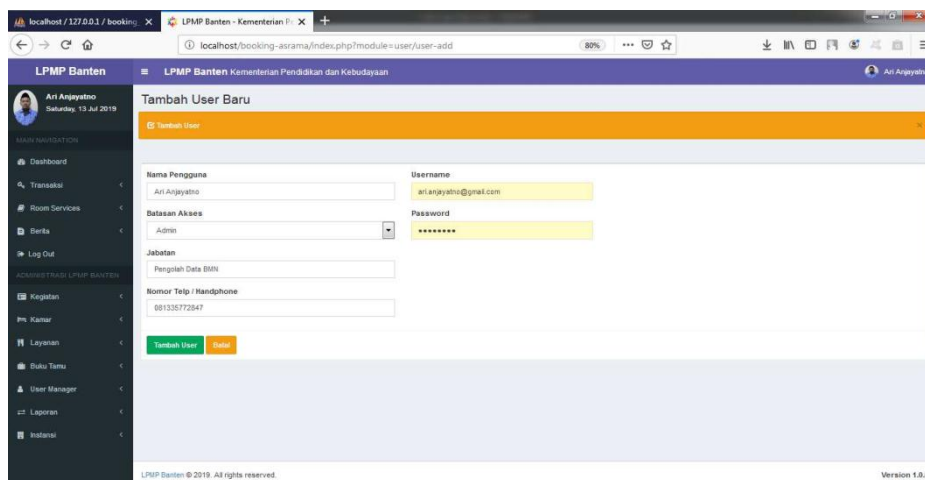 localhost / 127.0.0.1 / booking
LPMP Banten - Kementerian Pe
localhost/booking-asrama/index.php?module=user/user-add
80%
LPMP Banten
LPMP Banten Kementerian Pendidikan dan Kebudayaan
Ari Anjayatn
Ari Anjayatno
Saturday, 13 Jul 2019
MAIN NAVIGATION
Dashboard
Transaksi
Room Services
Berita
Log Out
ADMINISTRASI LPMP BANTEN
Kegiatan
Kamar
Layanan
Buku Tamu
User Manager
Laporan
Instansi
Tambah User Baru
Tambah User
Nama Pengguna
Ari Anjayatno
Username
ari.anjayatno@gmail.com
Batasan Akses
Admin
Password
Jabatan
Pengolah Data BMN
Nomor Telp / Handphone
081335772847
Tambah User
Batal
LPMP Banten © 2019. All rights reserved.
Version 1.0.